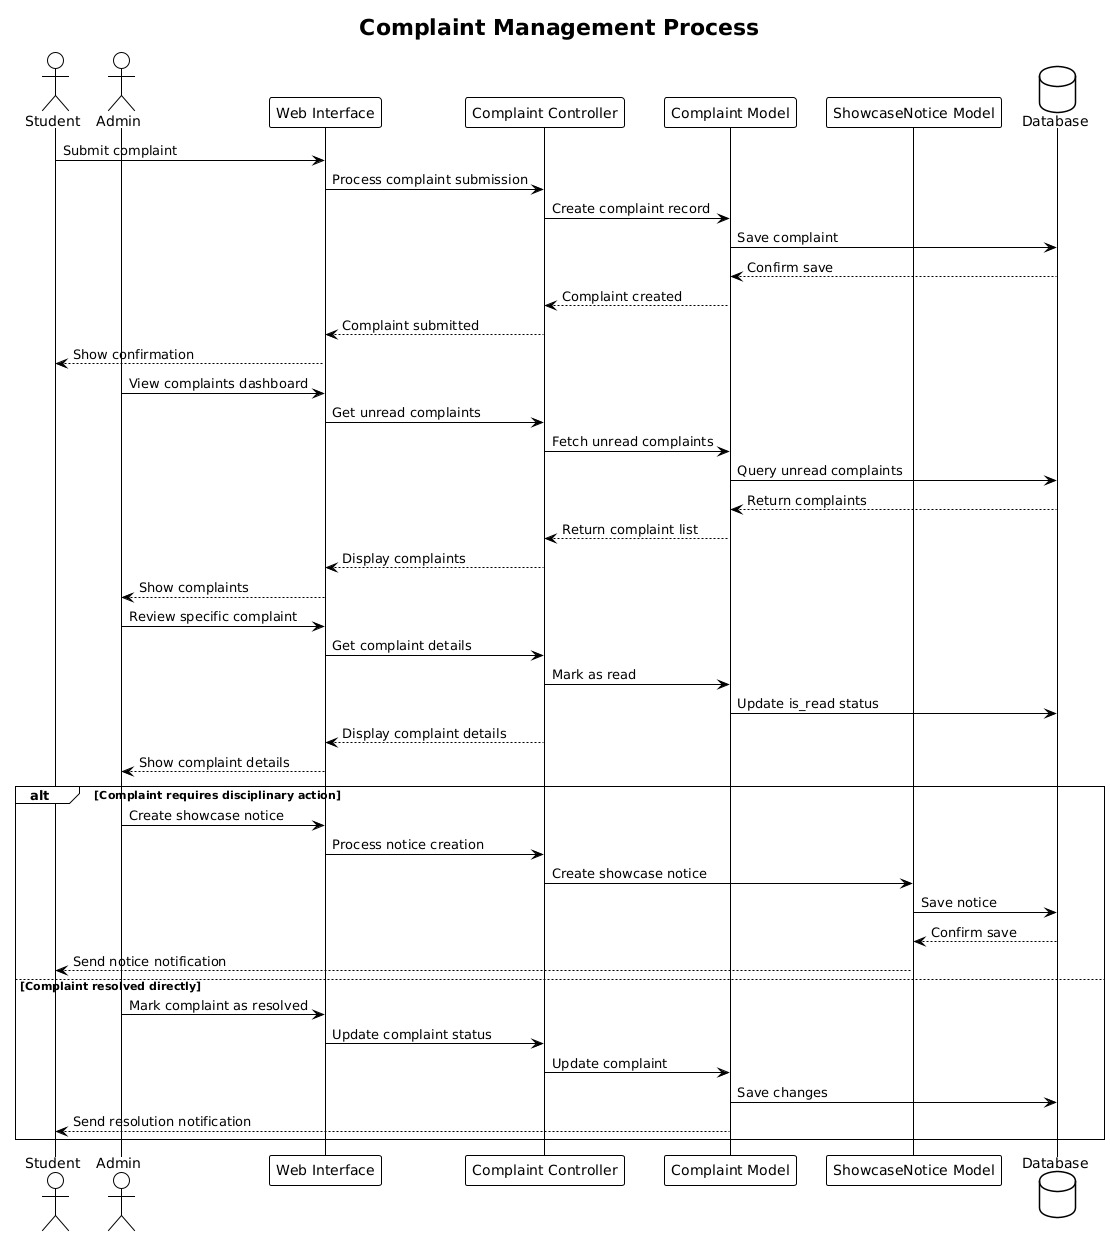 Complaint Management Process
Student
Admin
Web Interface
Complaint Controller
Complaint Model
ShowcaseNotice Model
Database
Submit complaint
Process complaint submission
Create complaint record
Save complaint
Confirm save
Complaint created
Complaint submitted
Show confirmation
View complaints dashboard
Get unread complaints
Fetch unread complaints
Query unread complaints
Return complaints
Return complaint list
Display complaints
Show complaints
Review specific complaint
Get complaint details
Mark as read
Update is_read status
Display complaint details
Show complaint details
alt [Complaint requires disciplinary action]
Create showcase notice
Process notice creation
Create showcase notice
Save notice
Confirm save
Send notice notification
[Complaint resolved directly]
Mark complaint as resolved
Update complaint status
Update complaint
Save changes
Send resolution notification
Student
Admin
Web Interface
Complaint Controller
Complaint Model
ShowcaseNotice Model
Database